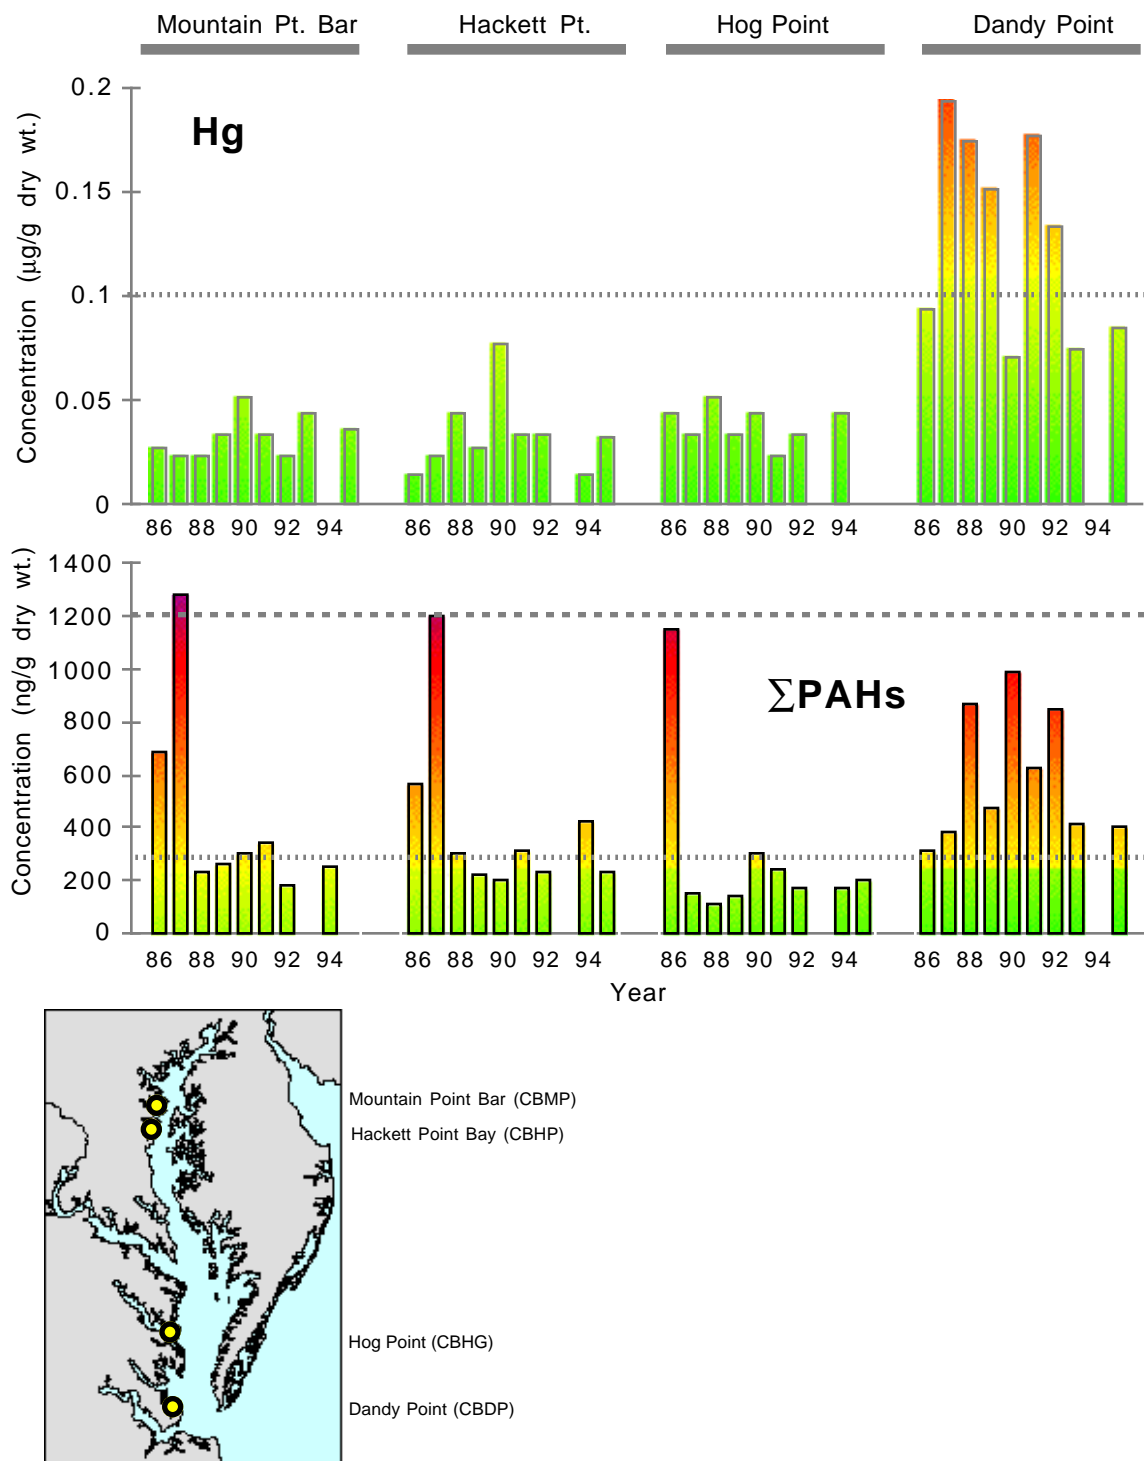 Mountain Pt. Bar Hackett Pt. Hog Point Dandy Point
Hg
Concentration (µg/g dry wt.)
0.2
0.15
0.1
0.05
0
86 88 90 92 94 86 88 90 92 94 86 88 90 92 94 86 88 90 92 94
ΣPAHs
Concentration (ng/g dry wt.)
1400
1200
1000
800
600
400
200
0
86 88 90 92 94 86 88 90 92 94 86 88 90 92 94 86 88 90 92 94
Year
Mountain Point Bar (CBMP)
Hackett Point Bay (CBHP)
Hog Point (CBHG)
Dandy Point (CBDP)